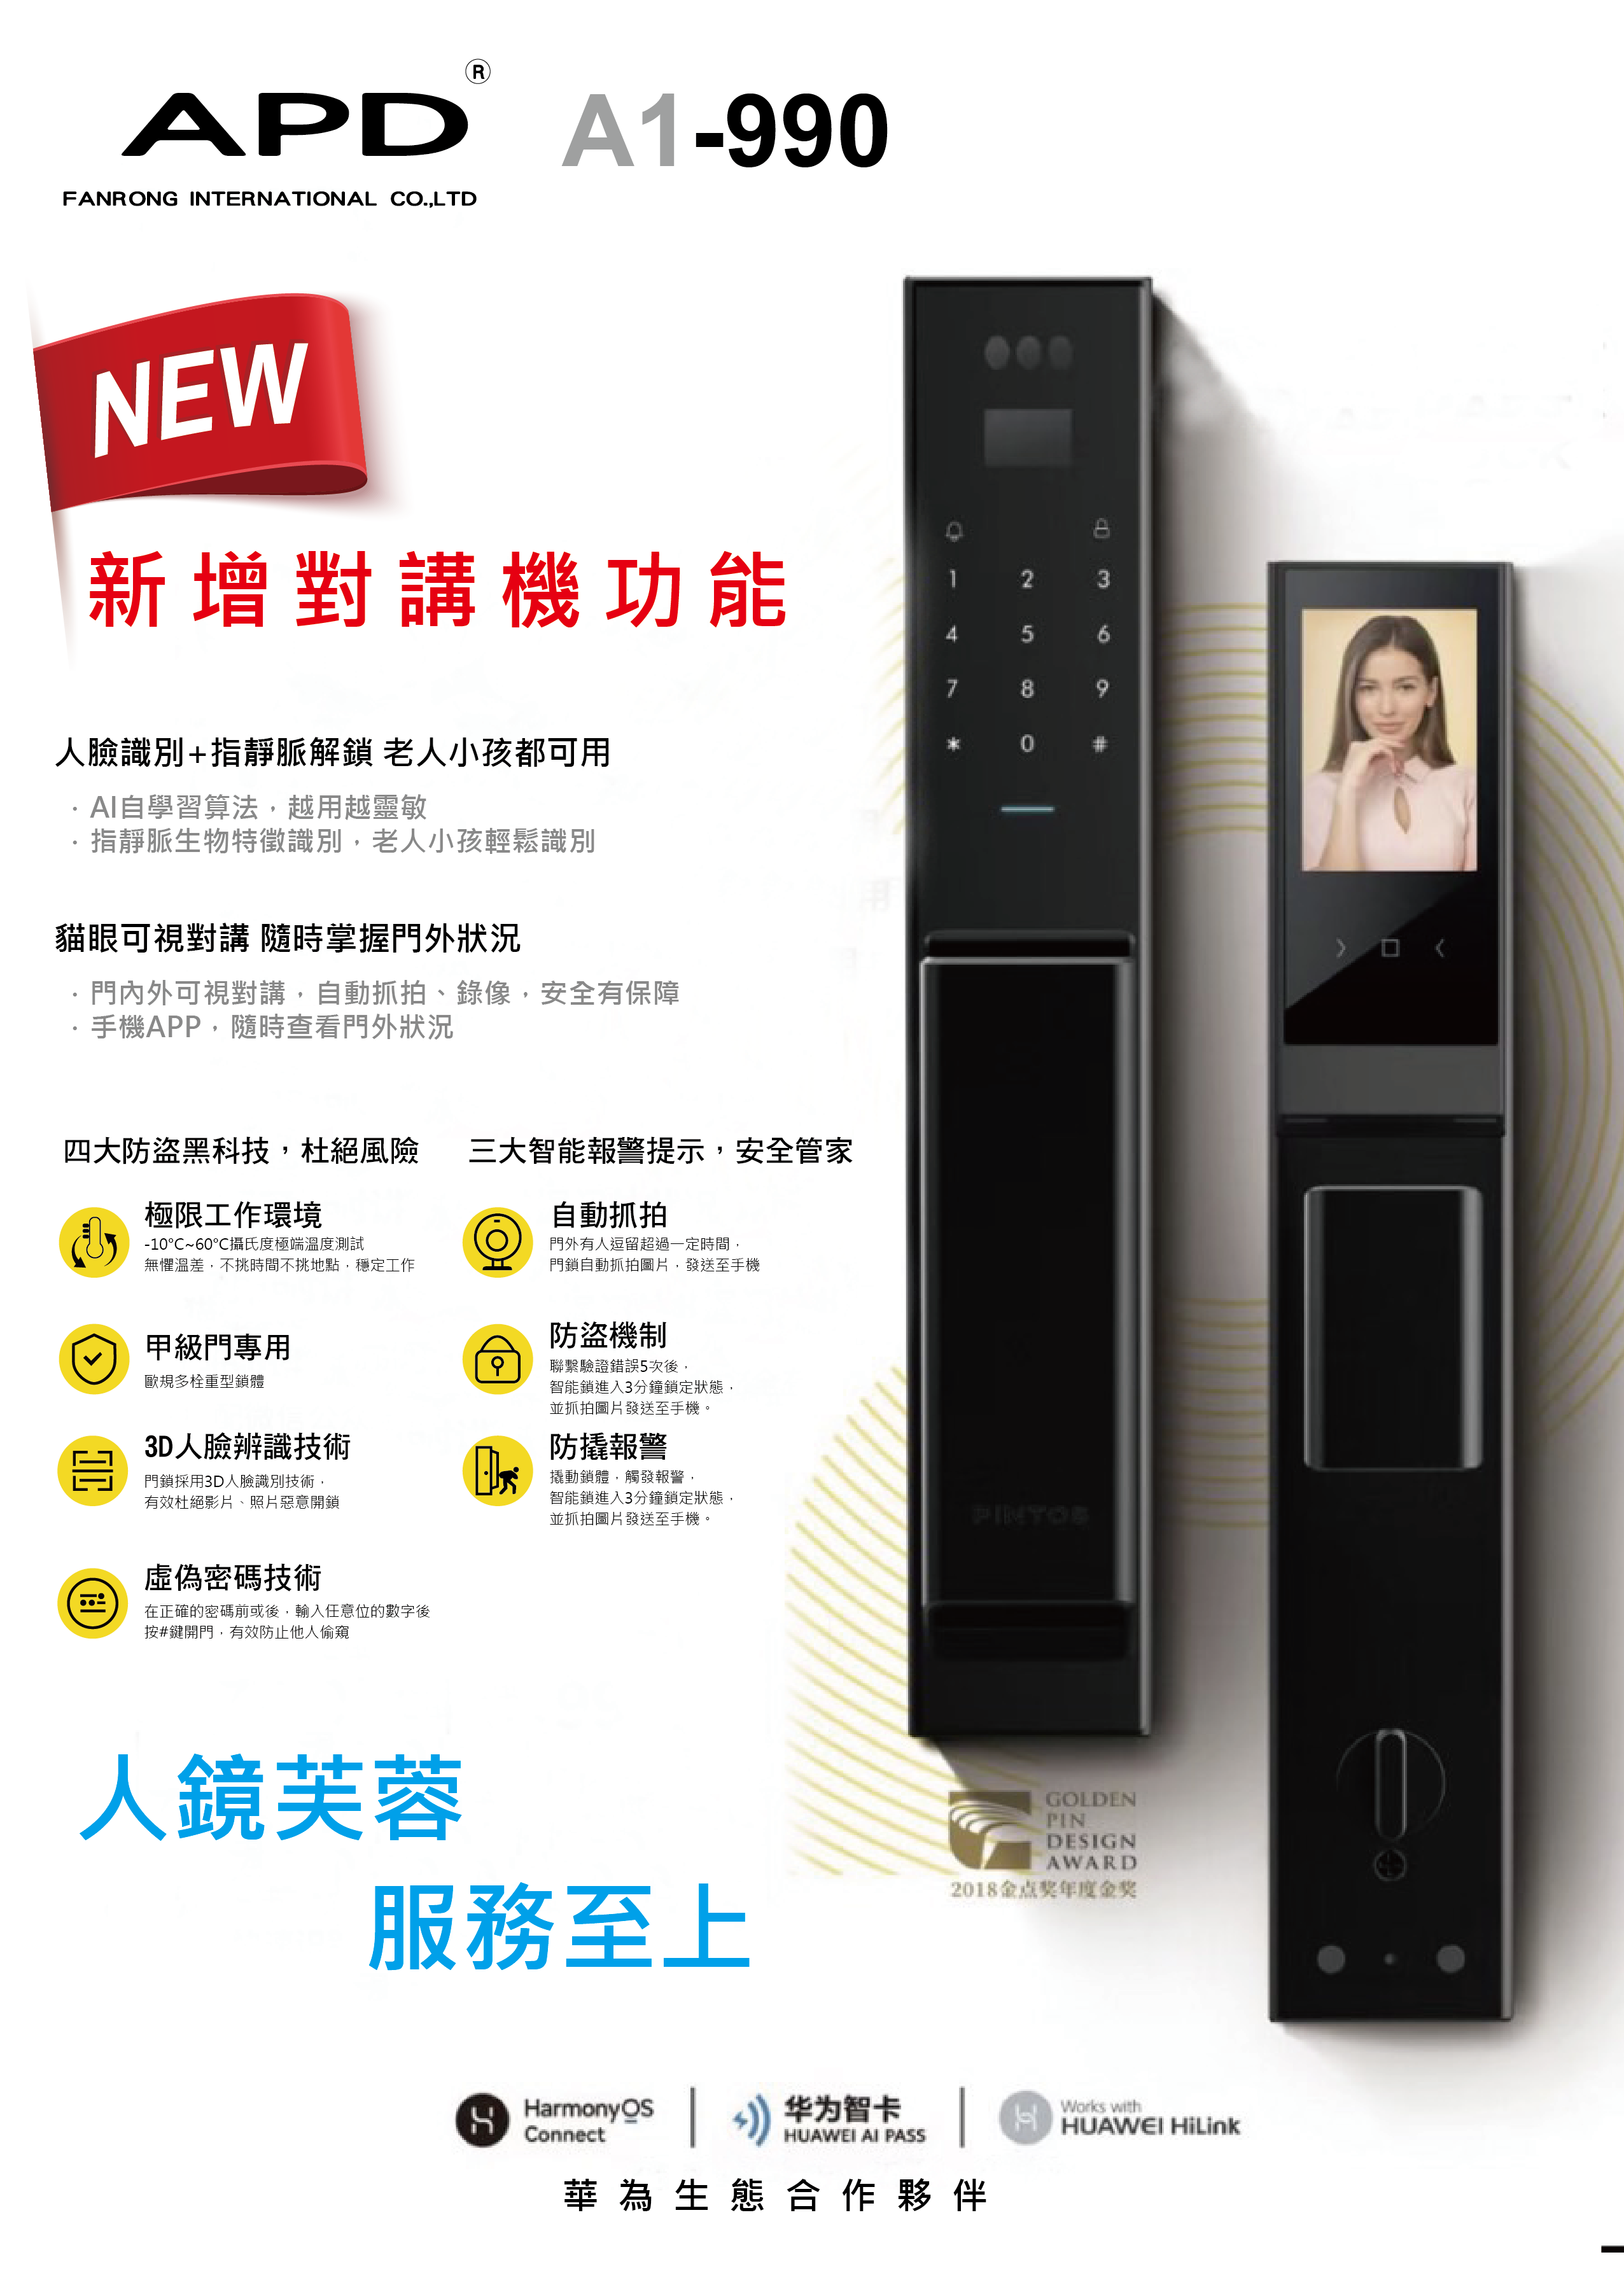 APD®
A1-990
FANRONG INTERNATIONAL CO.,LTD
NEW
新增對講機功能
人臉識別+指靜脈解鎖 老人小孩都可用
· AI自學習算法，越用越靈敏
· 指靜脈生物特徵識別，老人小孩輕鬆識別
貓眼可視對講 隨時掌握門外狀況
· 門內外可視對講，自動抓拍、錄像，安全有保障
· 手機APP，隨時查看門外狀況
四大防盜黑科技，杜絕風險
極限工作環境
-10℃~60℃攝氏度極端溫度測試
無懼溫差，不挑時間不挑地點，穩定工作
甲級門專用
歐規多栓重型鎖體
3D人臉辨識技術
門鎖採用3D人臉識別技術，
有效杜絕影片、照片惡意開鎖
虛偽密碼技術
在正確的密碼前或後，輸入任意位的數字後
按#鍵開門，有效防止他人偷窺
三大智能報警提示，安全管家
自動抓拍
門外有人逗留超過一定時間，
門鎖自動抓拍圖片，發送至手機
防盜機制
聯繫驗證錯誤5次後，
智能鎖進入3分鐘鎖定狀態，
並抓拍圖片發送至手機。
防撬報警
撬動鎖體，觸發報警，
智能鎖進入3分鐘鎖定狀態，
並抓拍圖片發送至手機。
1 2 3
4 5 6
7 8 9
* 0 #
PINTOS
人鏡芙蓉
服務至上
GOLDEN
PIN
DESIGN
AWARD
2018金点奖年度金奖
HarmonyOS
Connect
华为智卡
HUAWEI AI PASS
Works with
HUAWEI HiLink
華為生態合作夥伴